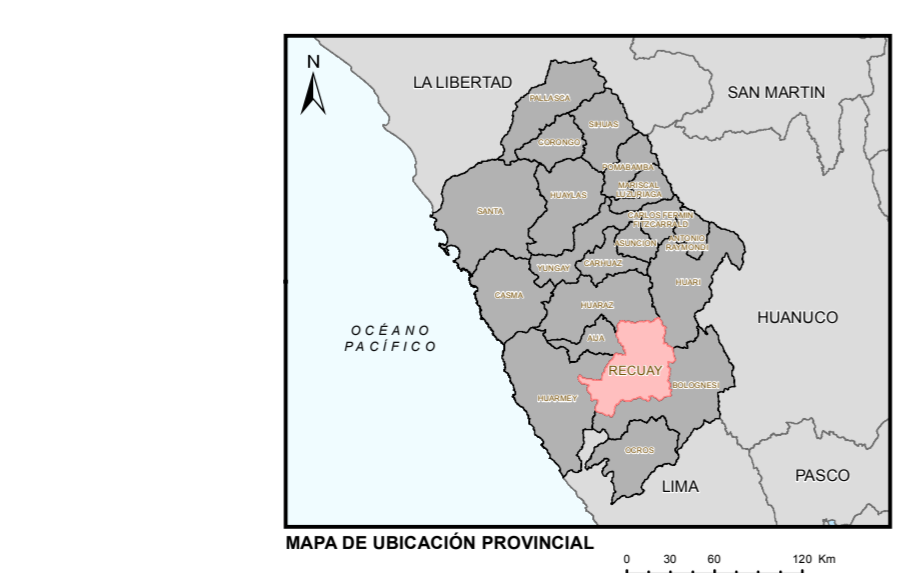 N
LA LIBERTAD
SAN MARTIN
PALLASCA
SIHUAS
CORONGO
POMABAMBA
MARISCAL
LUZURIAGA
HUAYLAS
SANTA
CARLOS FERMIN
FITZCARRALD
ASUNCION
ANTONIO
RAYMONDI
YUNGAY
CARHUAZ
HUARI
CASMA
HUARAZ
HUANUCO
OCÉANO
PACÍFICO
AIJA
RECUAY
BOLOGNESI
HUARMEY
OCROS
PASCO
LIMA
MAPA DE UBICACIÓN PROVINCIAL
0 30 60 120 Km